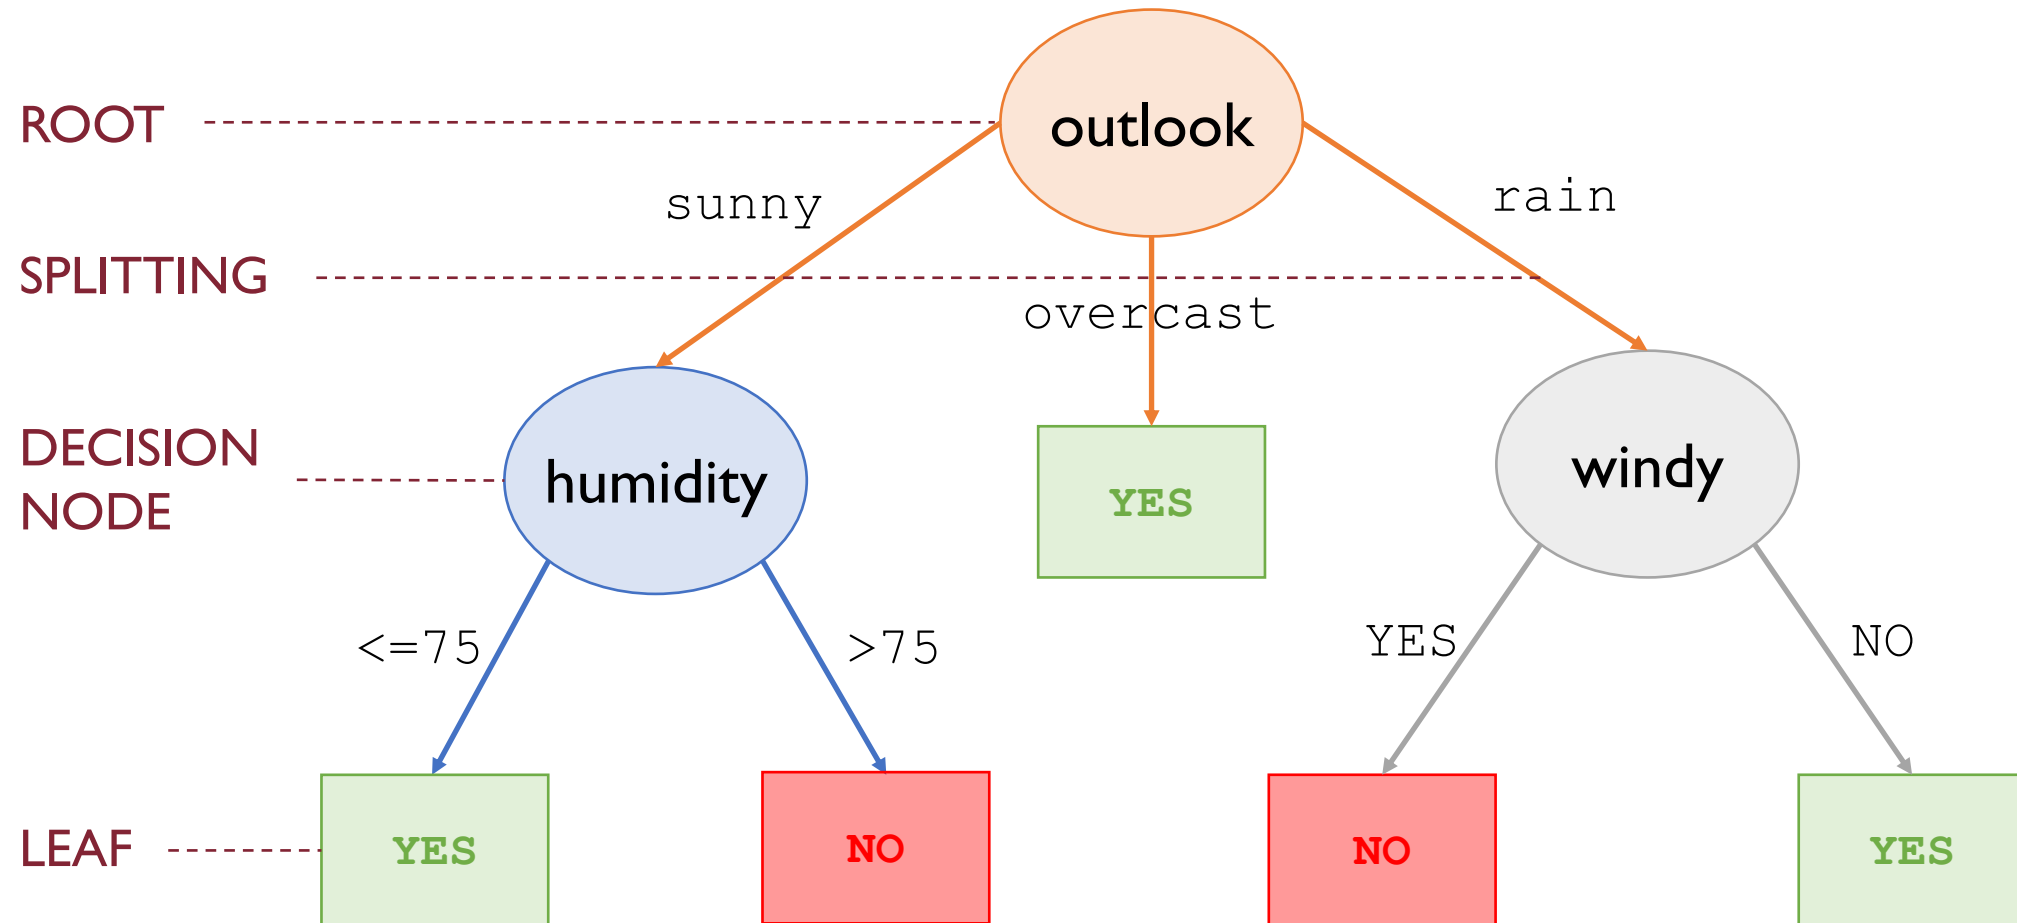 ROOT
outlook
sunny
rain
SPLITTING
overcast
DECISION
NODE
humidity
YES
windy
<=75
>75
YES
NO
LEAF
YES
NO
NO
YES